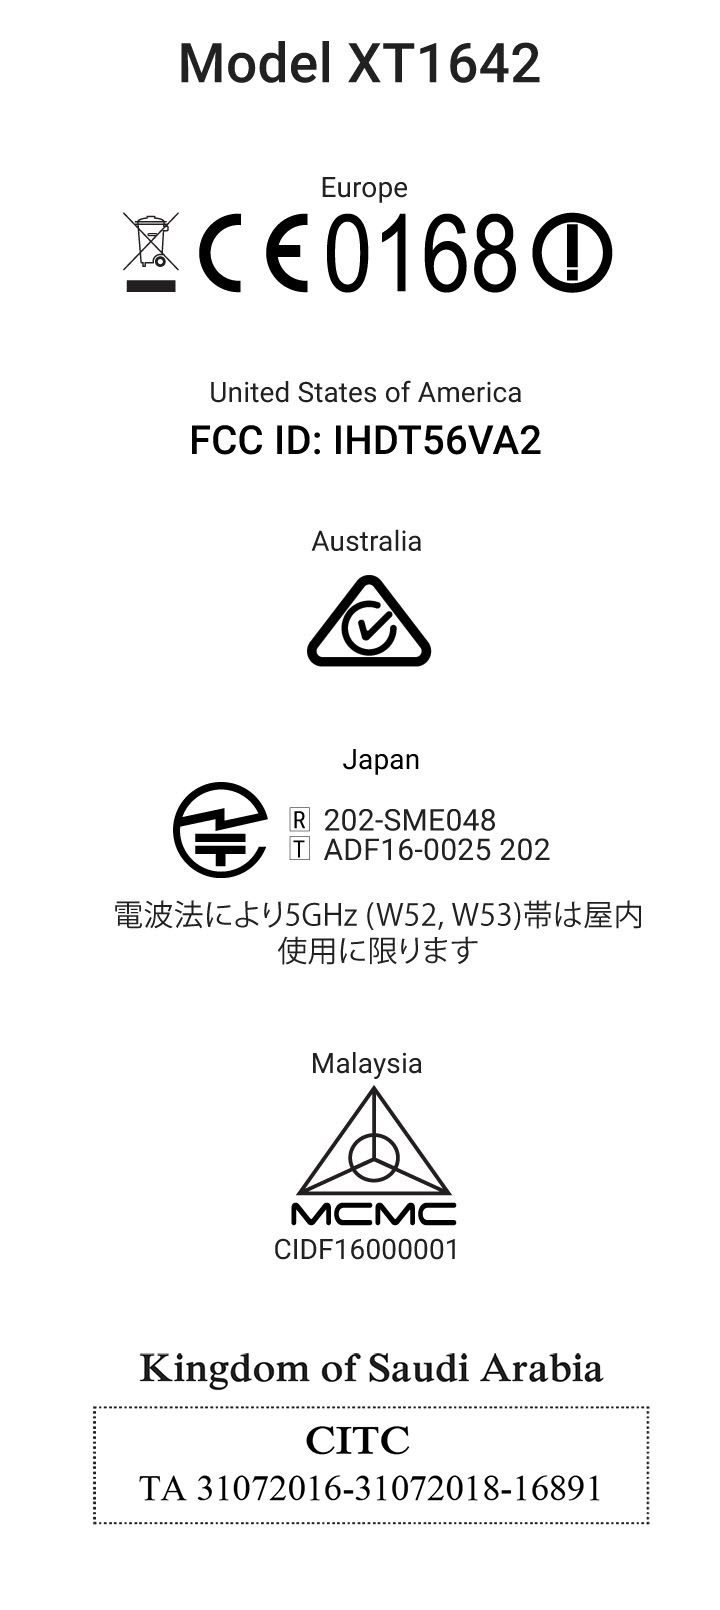 Model XT1642
Europe
CE0168
United States of America
FCC ID: IHDT56VA2
Australia
Japan
R 202-SME048
T ADF16-0025 202
電波法により5GHz (W52, W53)帯は屋内
使用に限ります
Malaysia
MCMC
CIDF16000001
Kingdom of Saudi Arabia
CITC
TA 31072016-31072018-16891